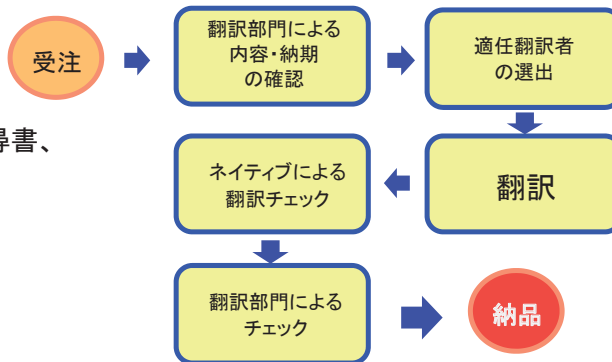 受注
翻訳部門による
内容・納期
の確認
適任翻訳者
の選出
翻訳
ネイティブによる
翻訳チェック
翻訳部門による
チェック
納品
書、